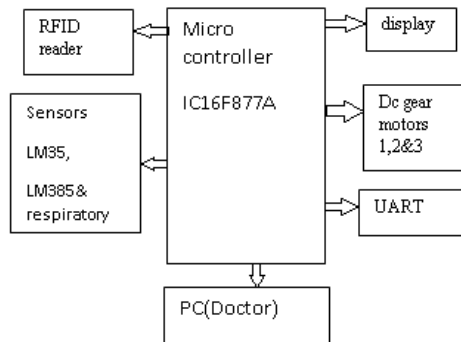 RFID
reader
Micro
controller
IC16F877A
display
Sensors
LM35,
LM385&
respiratory
Dc gear
motors
1,2&3
UART
PC(Doctor)